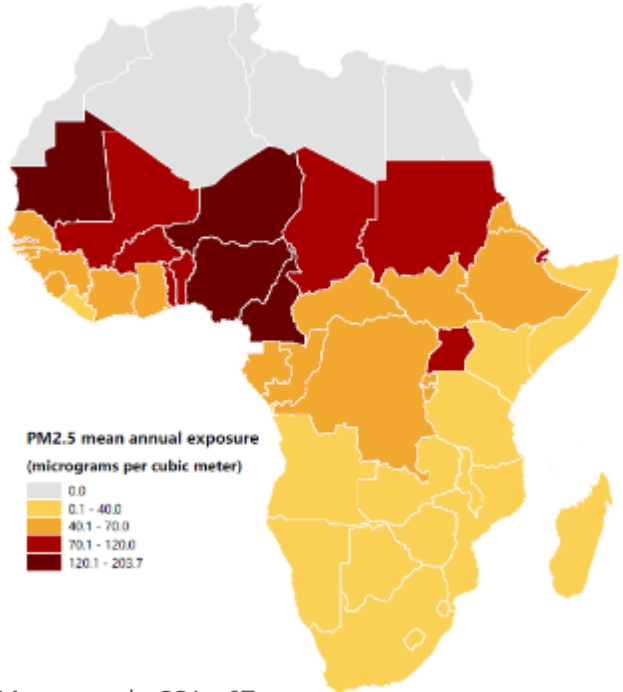 PM2.5 mean annual exposure
(micrograms per cubic meter)
0.0
0.1 - 40.0
40.1 - 70.0
70.1 - 120.0
120.1 - 203.7